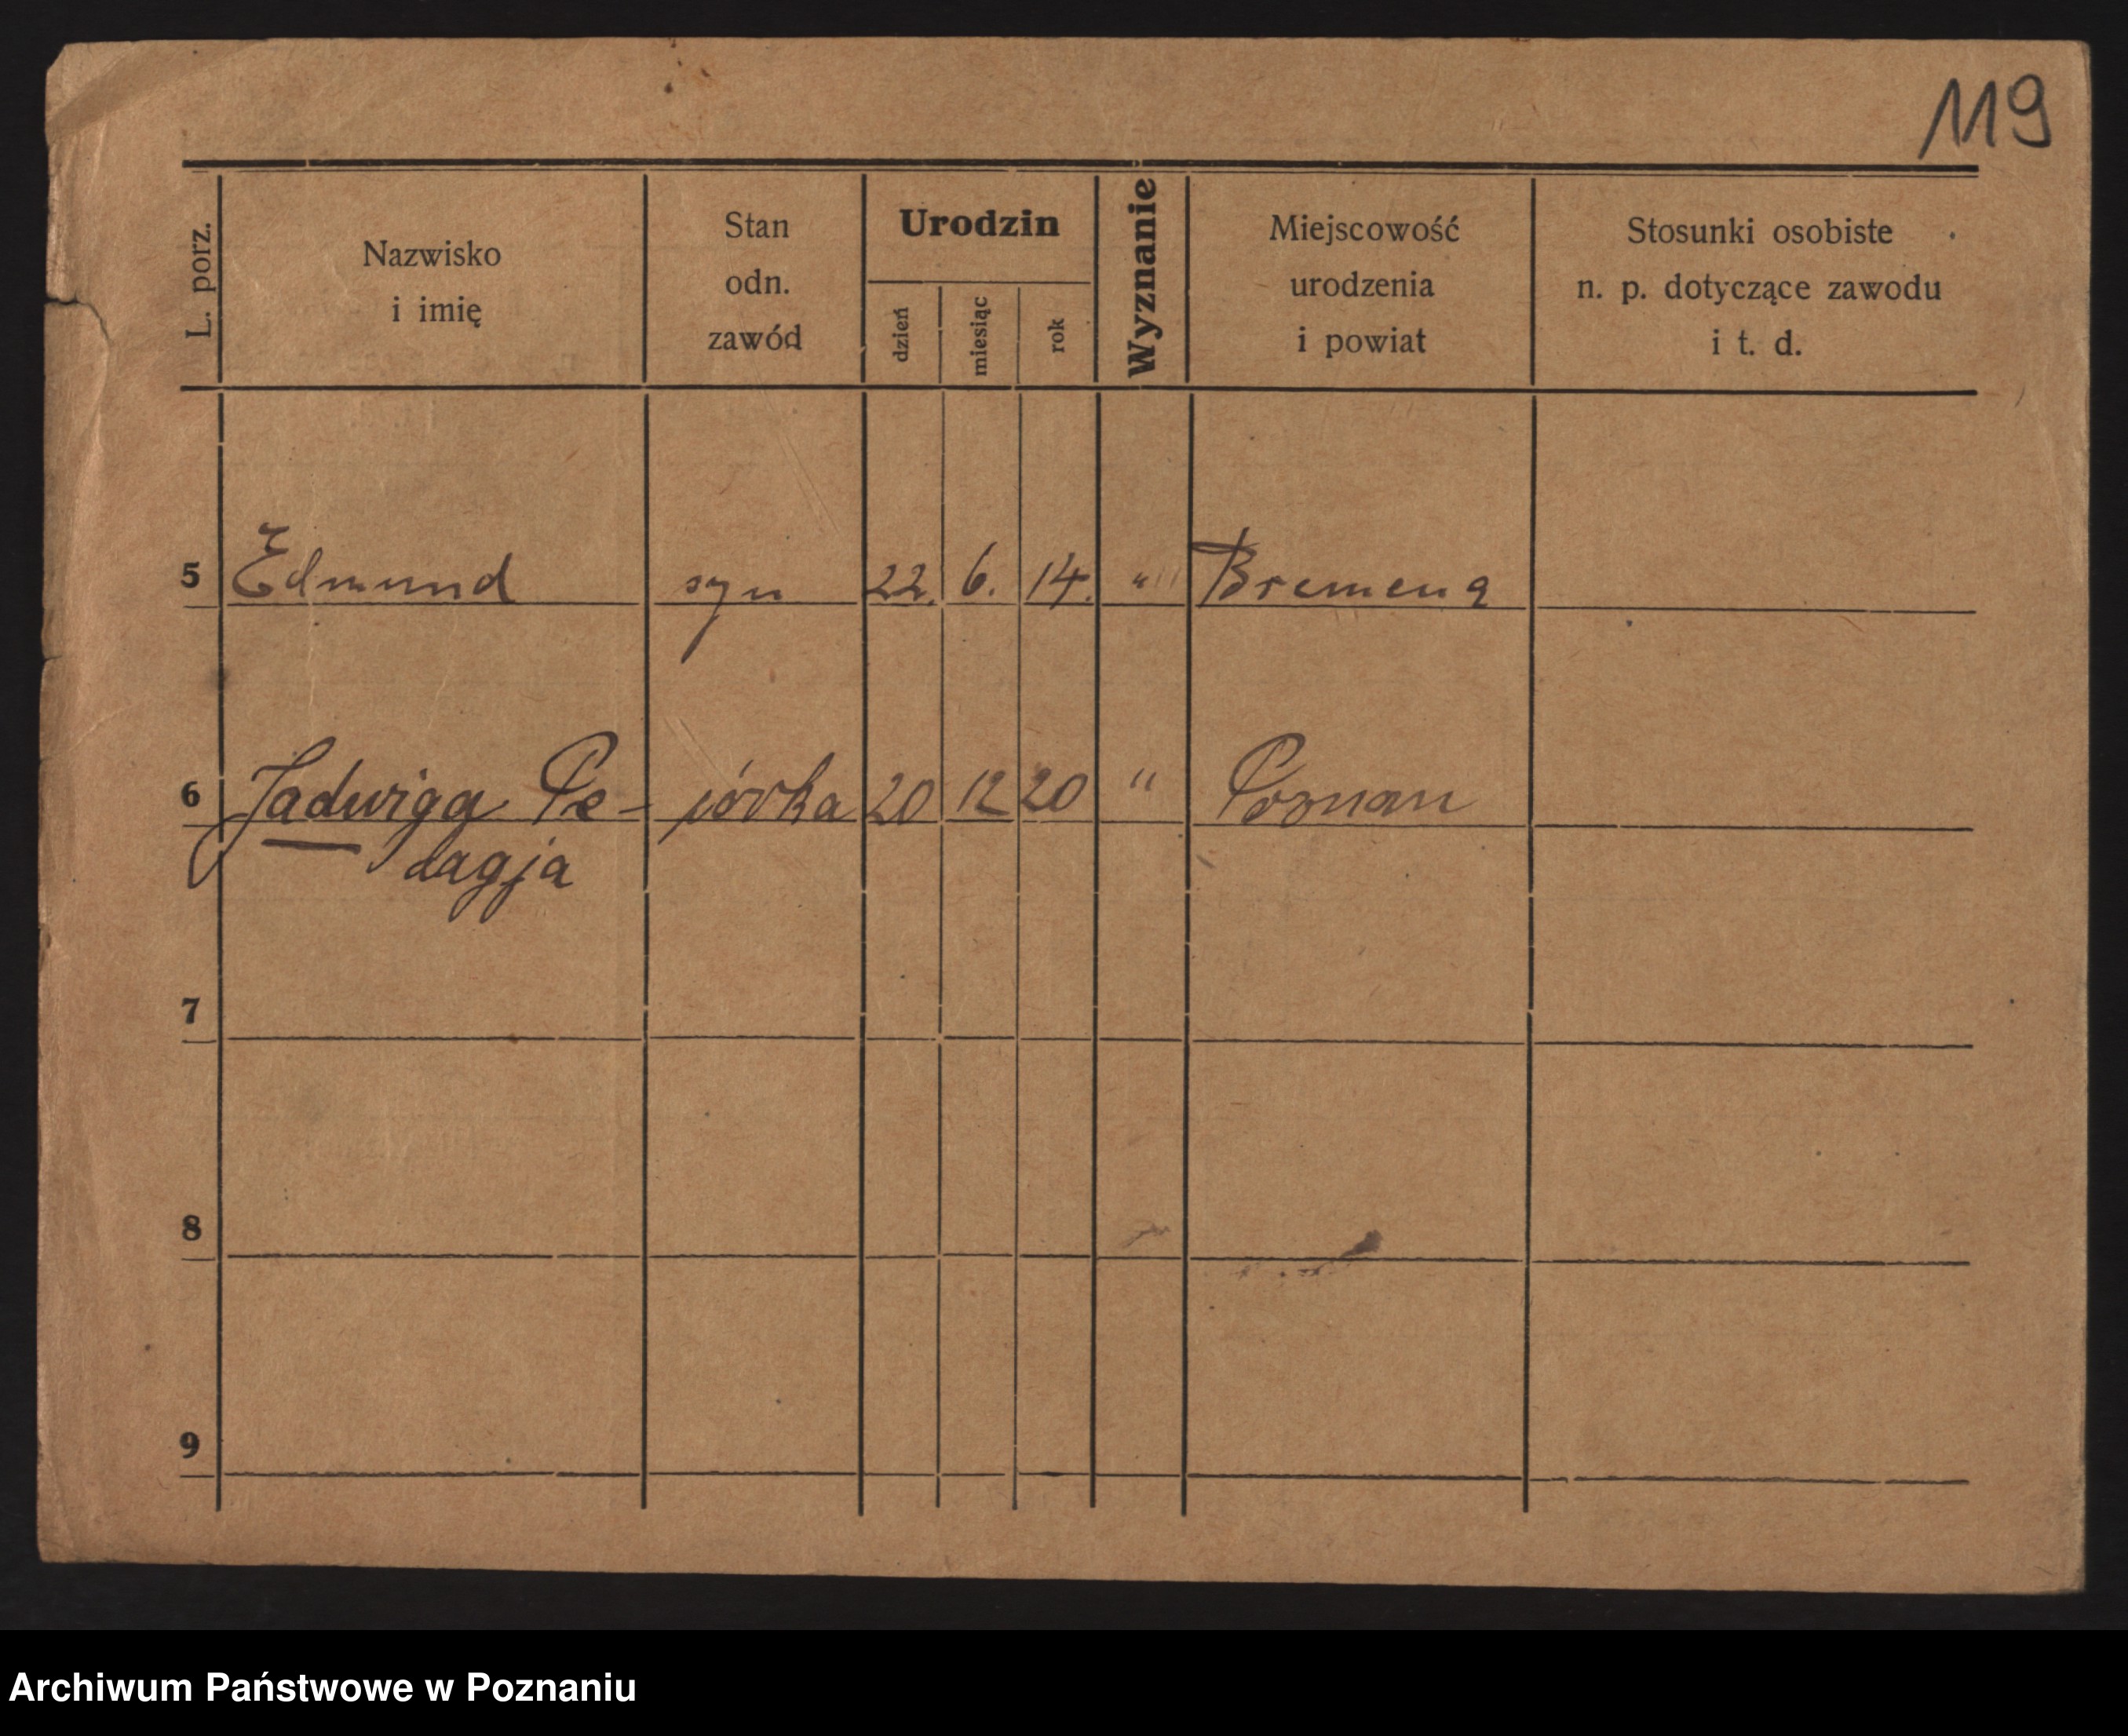 119
L. porz.
Nazwisko
i imię
Stan
odn.
zawód
Urodzin
dzień
miesiąc
rok
Wyznanie
Miejscowość
urodzenia
i powiat
Stosunki osobiste
n. p. dotyczące zawodu
i t. d.
5 Edmund syn 22. 6. 14. " Bremena
6 Jadwiga Pe- córka 20 12 20 " Poznan
lagja
7
8
9
Archiwum Państwowe w Poznaniu